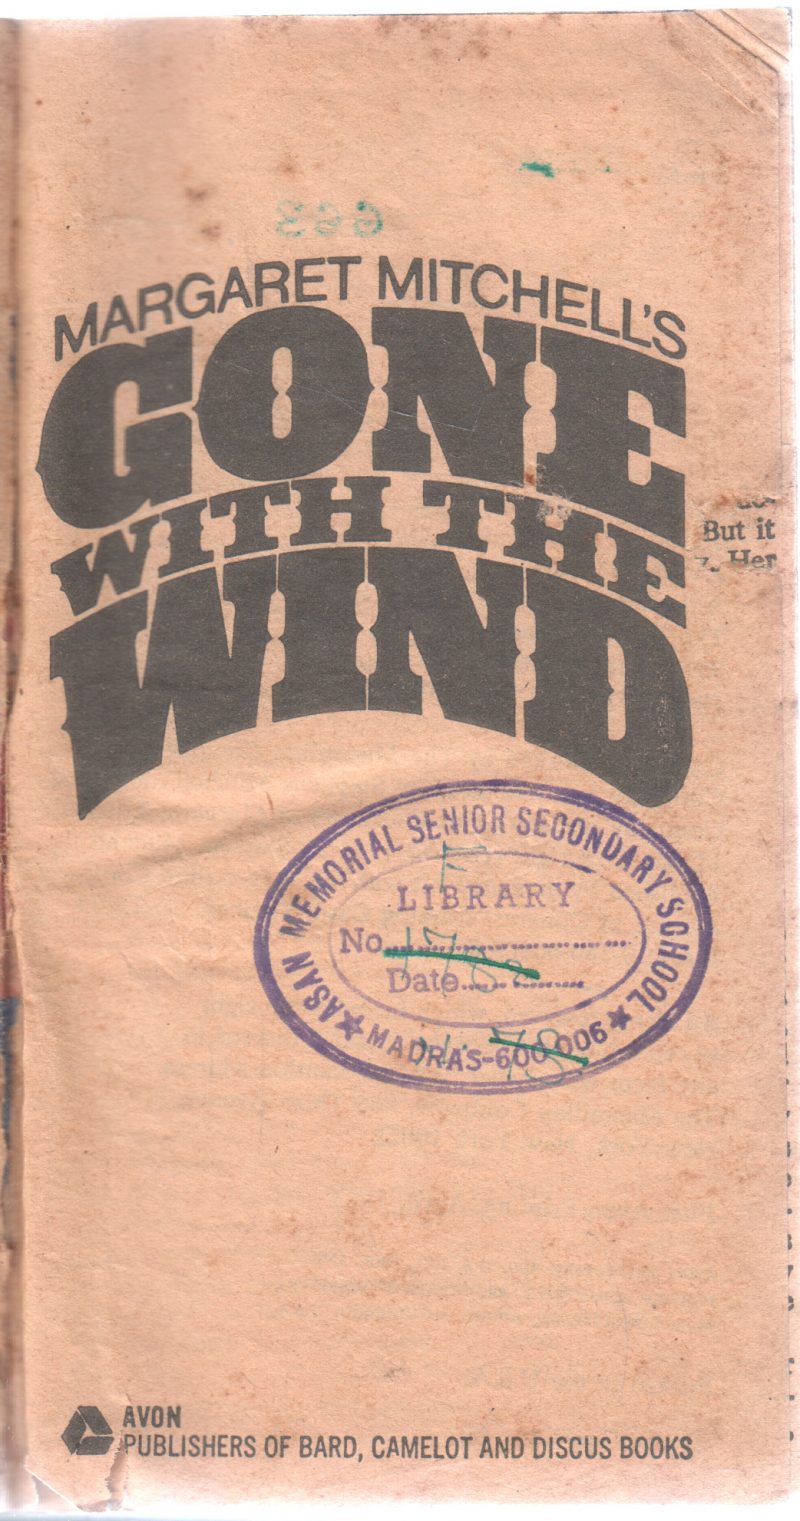 MARGARET MITCHELL'S
GONE
WITH THE
WIND
But it
Her
ASAN MEMORIAL SENIOR SECONDARY SCHOOL
LIBRARY
No.
Date
★ MADRAS-600 006 ★
AVON
PUBLISHERS OF BARD, CAMELOT AND DISCUS BOOKS